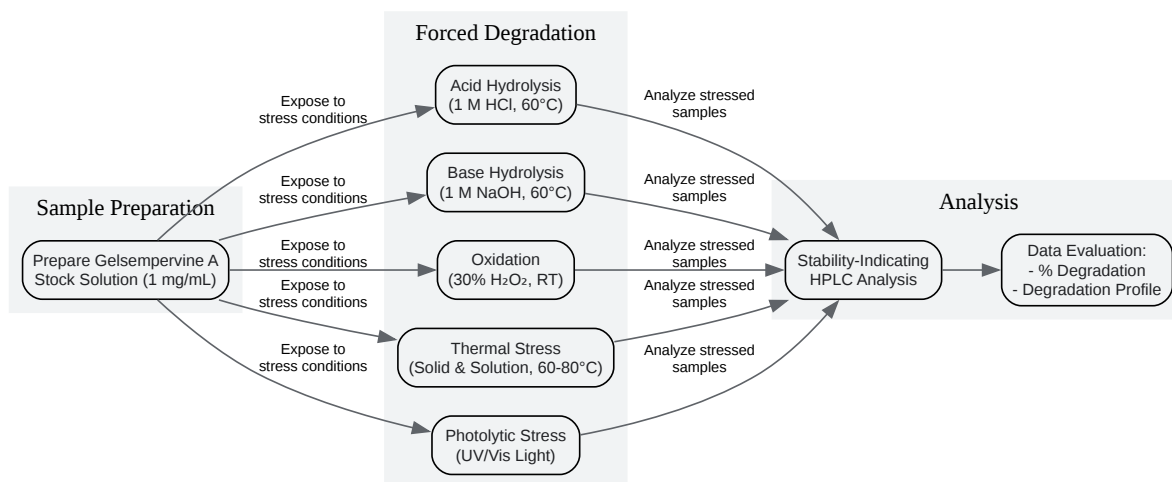 Forced Degradation
Acid Hydrolysis
(1 M HCl, 60°C)
Expose to
stress conditions
Analyze stressed
samples
Base Hydrolysis
(1 M NaOH, 60°C)
Expose to
stress conditions
Analyze stressed
samples
Sample Preparation
Analysis
Prepare Gelsempervine A
Stock Solution (1 mg/mL)
Expose to
stress conditions
Oxidation
(30% H₂O₂, RT)
Analyze stressed
samples
Stability-Indicating
HPLC Analysis
Data Evaluation:
- % Degradation
- Degradation Profile
Expose to
stress conditions
Analyze stressed
samples
Thermal Stress
(Solid & Solution, 60-80°C)
Expose to
stress conditions
Analyze stressed
samples
Photolytic Stress
(UV/Vis Light)